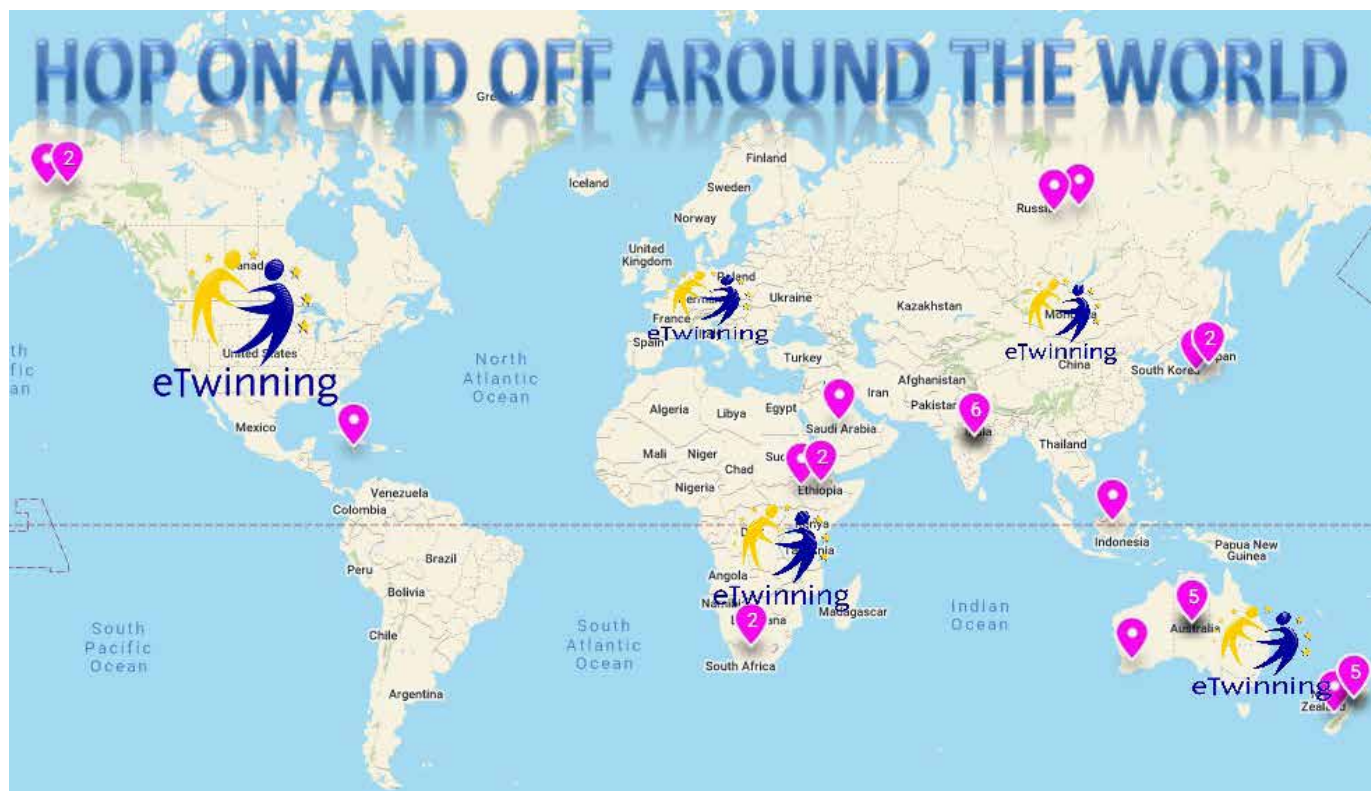 HOP ON AND OFF AROUND THE WORLD
Finland
Iceland
Sweden
2
Norway
Russia
United
Kingdom
Poland
Ukraine
Kazakhstan
France
eTwinning
eTwinning
Spain
2
United States
Turkey
South Korea
China
eTwinning
North
Atlantic
Ocean
Afghanistan
Iran
Pakistan
Algeria
Libya
Egypt
6
Mexico
Saudi Arabia
Thailand
Mali
Niger
Chad
2
Nigeria
Ethiopia
Venezuela
Colombia
Indonesia
Papua New
Guinea
Brazil
Peru
Angola
Bolivia
eTwinning
Madagascar
Indian
Ocean
5
2
Australia
South
Pacific
Ocean
Chile
South
Atlantic
Ocean
South Africa
5
eTwinning
Argentina